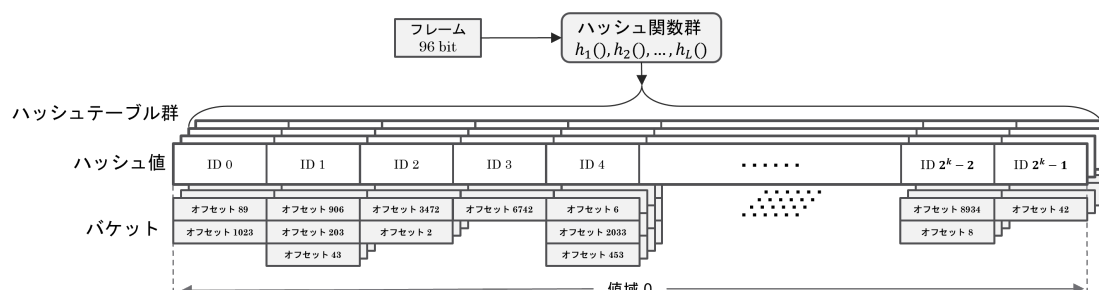 フレーム
96 bit
ハッシュ関数群
h₁(), h₂(), ..., h_L()
ハッシュテーブル群
ハッシュ値
ID 0
ID 1
ID 2
ID 3
ID 4
......
ID 2ᵏ − 2
ID 2ᵏ − 1
バケット
オフセット 89
オフセット 906
オフセット 3472
オフセット 6742
オフセット 6
オフセット 8934
オフセット 42
オフセット 1023
オフセット 203
オフセット 2
オフセット 2033
オフセット 8
オフセット 43
オフセット 453